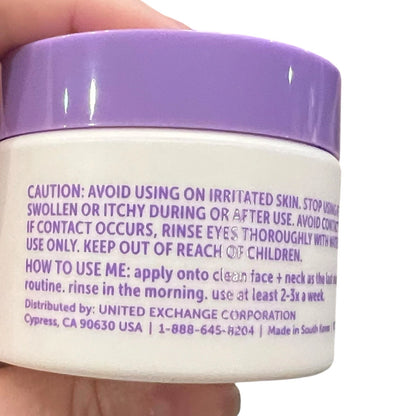 CAUTION: AVOID USING ON IRRITATED SKIN. STOP USING
SWOLLEN OR ITCHY DURING OR AFTER USE. AVOID CONTACT
IF CONTACT OCCURS, RINSE EYES THOROUGHLY WITH
USE ONLY. KEEP OUT OF REACH OF CHILDREN.
HOW TO USE ME: apply onto clean face + neck as the last
routine. rinse in the morning. use at least 2-3x a week.
Distributed by: UNITED EXCHANGE CORPORATION
Cypress, CA 90630 USA | 1-888-645-8204 | Made in South Korea